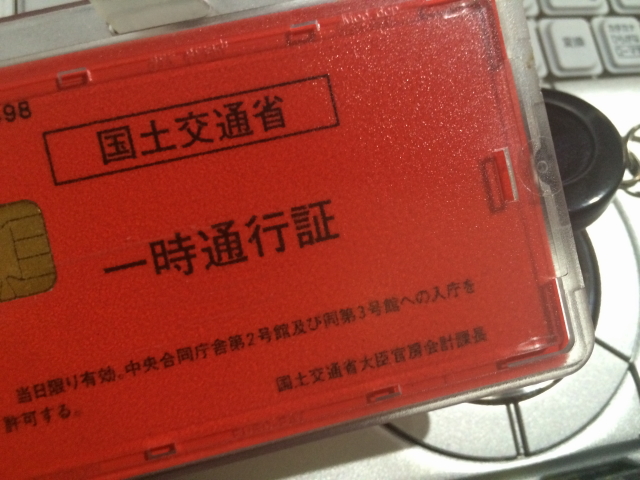 98
国土交通省
一時通行証
当日限り有効。中央合同庁舎第2号館及び同第3号館への入庁を
許可する。
国土交通省大臣官房会計課長
変換